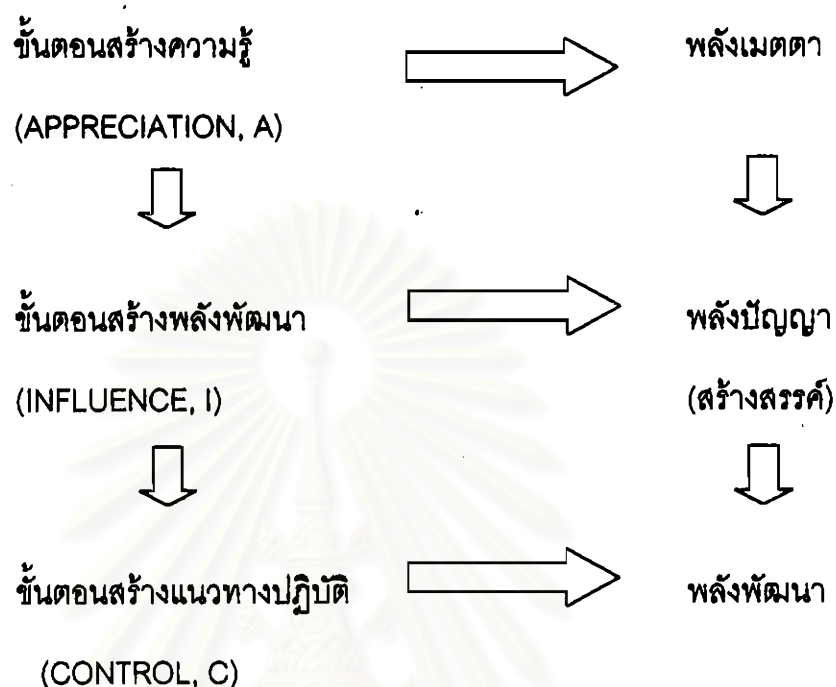 ขั้นตอนสร้างความรู้
พลังเมตตา
(APPRECIATION, A)
ขั้นตอนสร้างพลังพัฒนา
พลังปัญญา
(INFLUENCE, I)
(สร้างสรรค์)
ขั้นตอนสร้างแนวทางปฏิบัติ
พลังพัฒนา
(CONTROL, C)